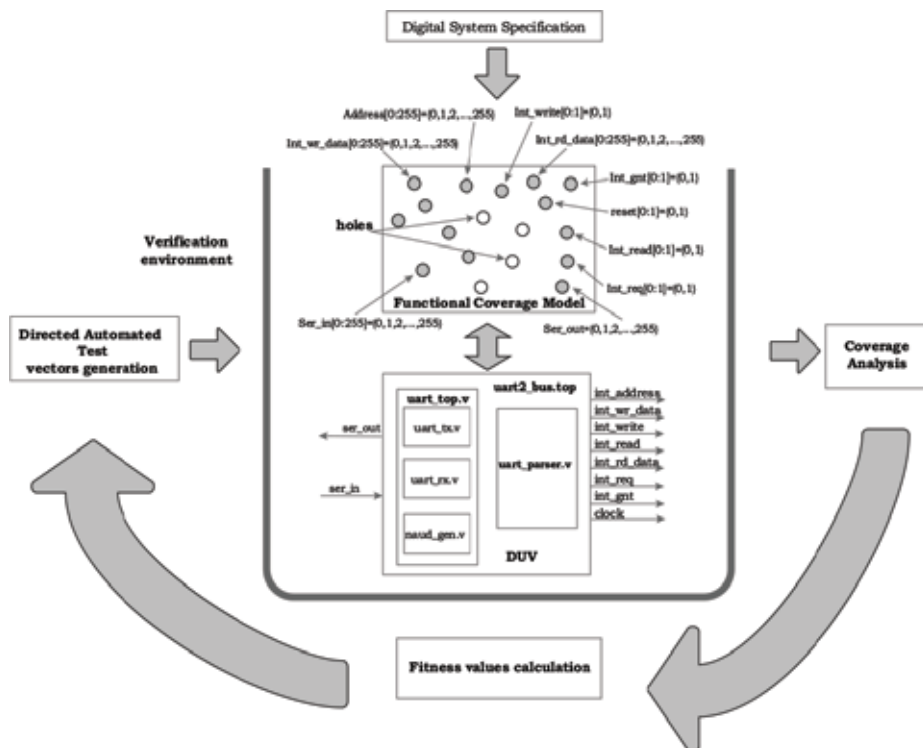 Digital System Specification
Address[0:255]=(0,1,2,...,255)
Int_write[0:1]=(0,1)
Int_wr_data[0:255]=(0,1,2,...,255)
Int_rd_data[0:255]=(0,1,2,...,255)
Int_gnt[0:1]=(0,1)
reset[0:1]=(0,1)
holes
Verification
environment
Int_read[0:1]=(0,1)
Int_req[0:1]=(0,1)
Functional Coverage Model
Ser_in[0:255]=(0,1,2,...,255)
Ser_out=(0,1,2,...,255)
Directed Automated
Test
vectors generation
Coverage
Analysis
uart_top.v
uart2_bus.top
uart_tx.v
uart_rx.v
naud_gen.v
uart_parser.v
DUV
ser_out
ser_in
int_address
int_wr_data
int_write
int_read
int_rd_data
int_req
int_gnt
clock
Fitness values calculation